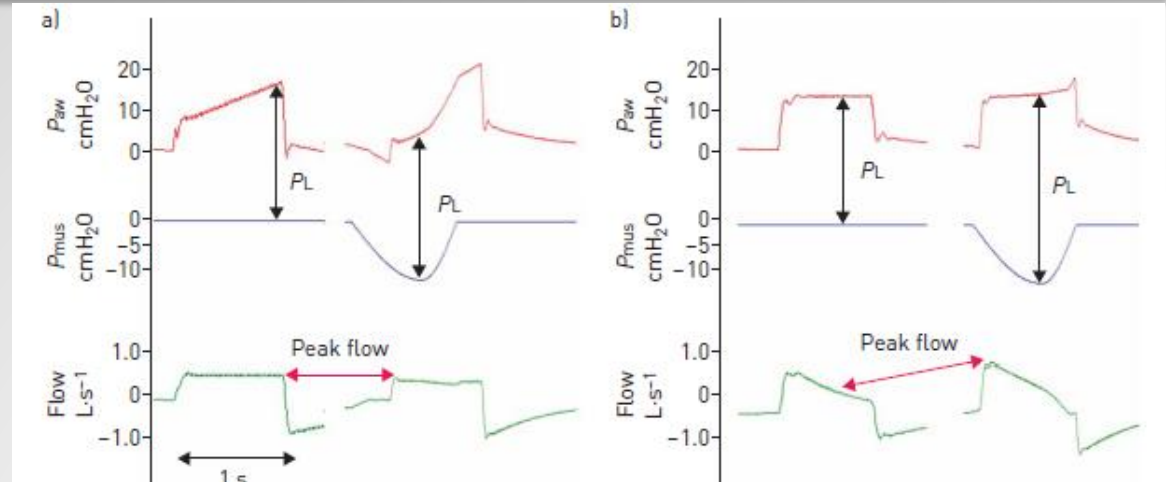 a)
20
10
0
Paw
cmH₂O
PL
PL
0
−5
−10
Pmus
cmH₂O
1.0
0
−1.0
Flow
L·s⁻¹
Peak flow
1 s
b)
20
10
0
Paw
cmH₂O
PL
PL
0
−5
−10
Pmus
cmH₂O
1.0
0
−1.0
Flow
L·s⁻¹
Peak flow